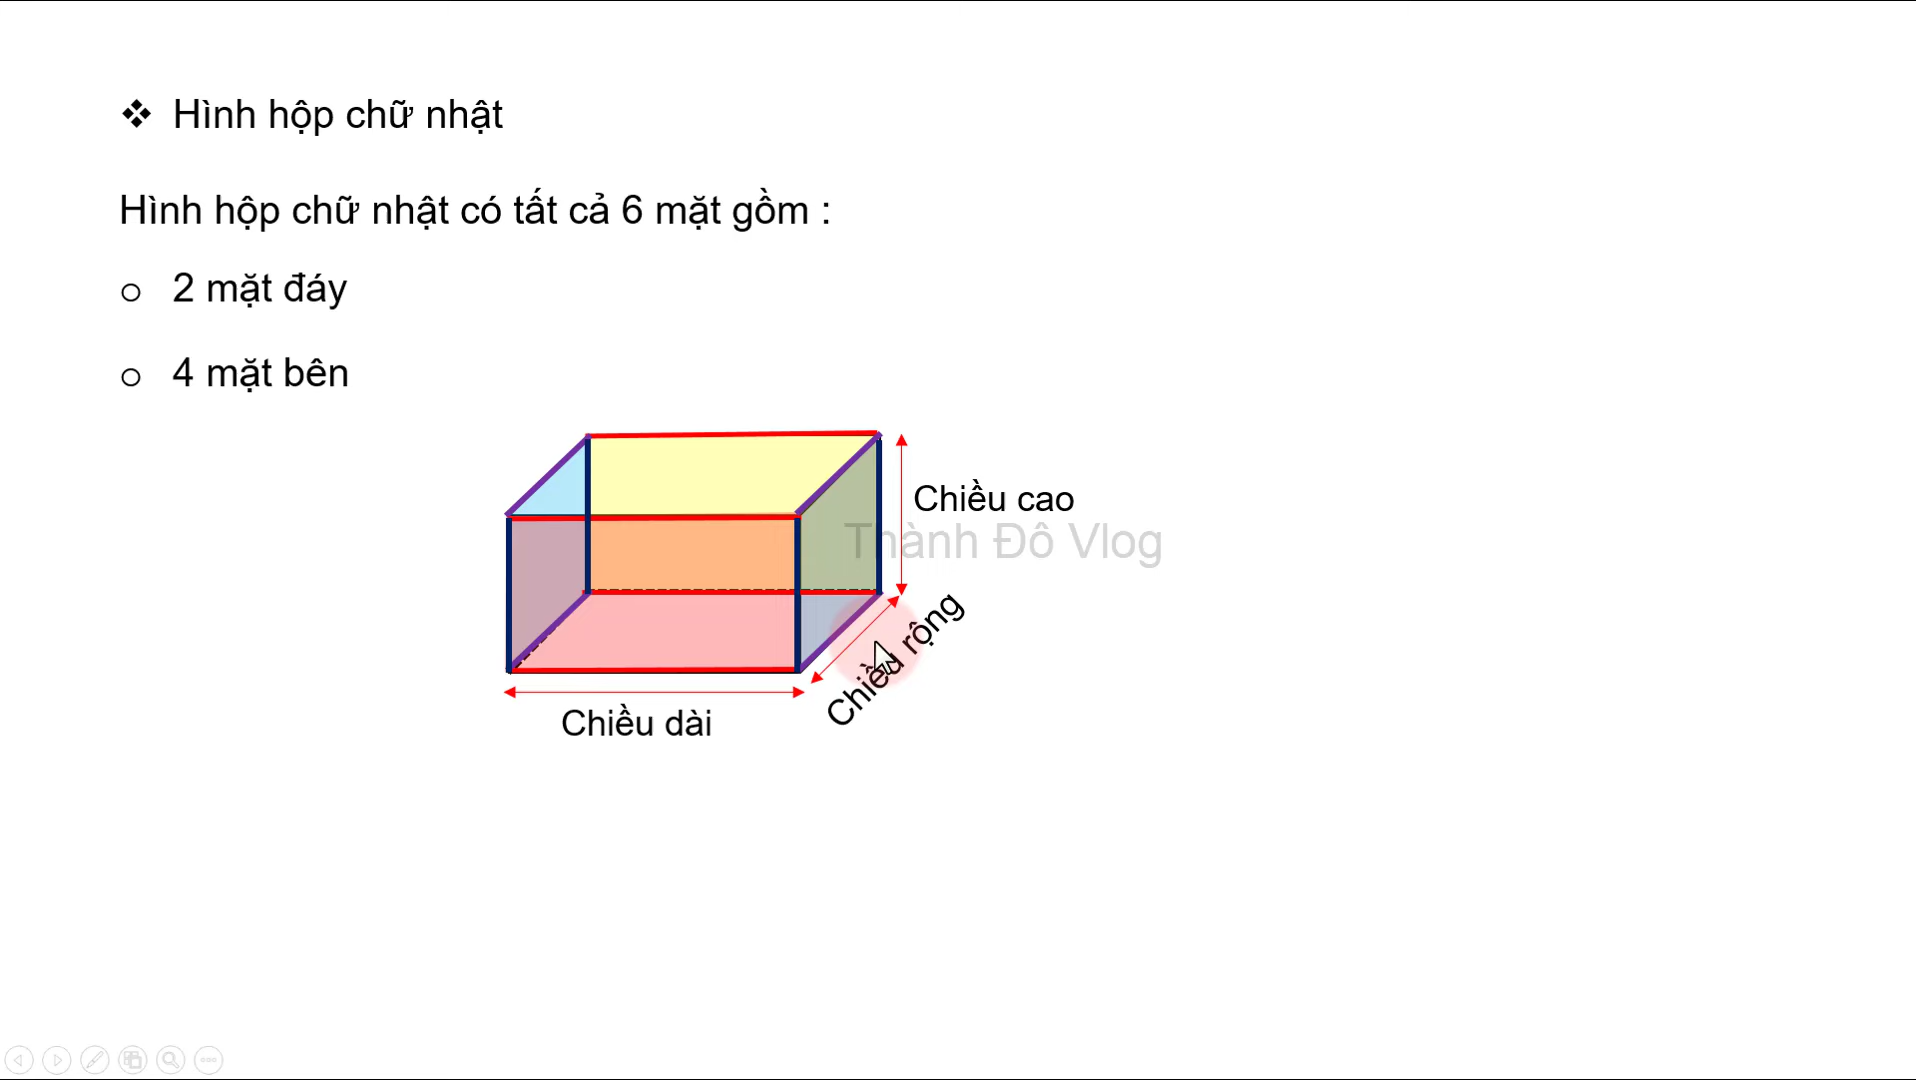 Hình hộp chữ nhật
Hình hộp chữ nhật có tất cả 6 mặt gồm :
2 mặt đáy
4 mặt bên
Chiều cao
Thành Đô Vlog
Chiều rộng
Chiều dài